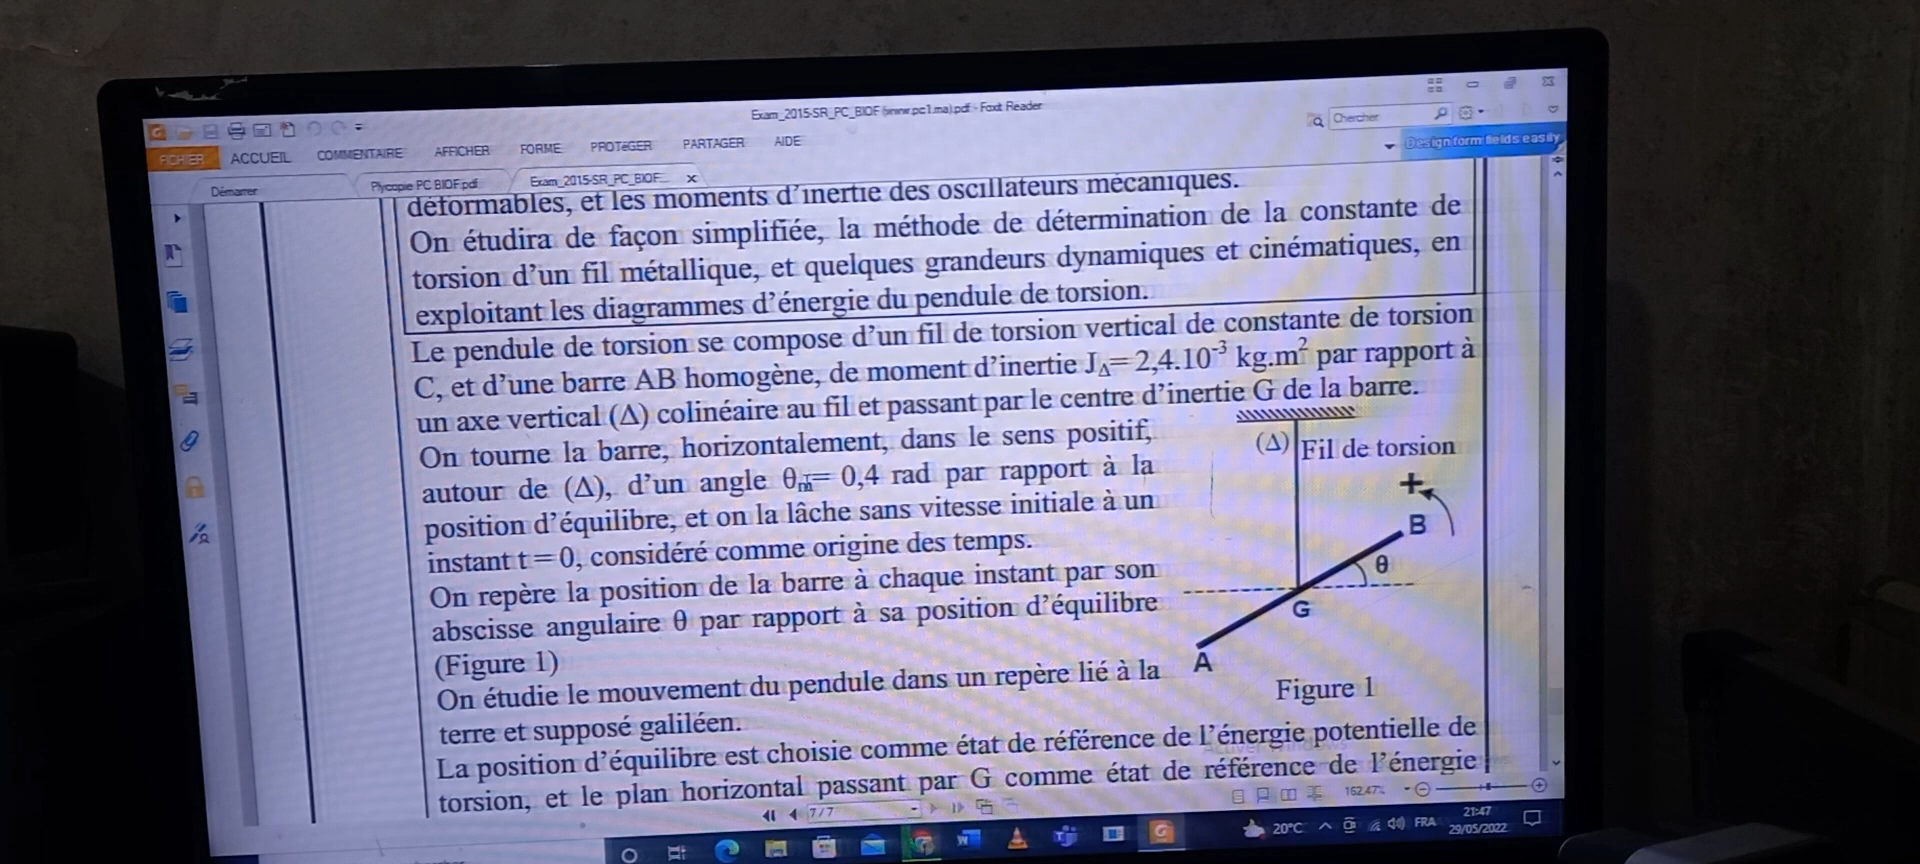 Exam_2015-SR_PC_BIOF (www.pc1.ma).pdf - Foxit Reader
Chercher
FICHIER ACCUEIL COMMENTAIRE AFFICHER FORME PROTéGER PARTAGER AIDE
Design form fields easily
Démarrer
Plycopie PC BIOF.pdf
Exam_2015-SR_PC_BIOF...
déformables, et les moments d'inertie des oscillateurs mécaniques.
On étudira de façon simplifiée, la méthode de détermination de la constante de
torsion d'un fil métallique, et quelques grandeurs dynamiques et cinématiques, en
exploitant les diagrammes d'énergie du pendule de torsion.
Le pendule de torsion se compose d'un fil de torsion vertical de constante de torsion
C, et d'une barre AB homogène, de moment d'inertie J_Δ= 2,4.10⁻³ kg.m² par rapport à
un axe vertical (Δ) colinéaire au fil et passant par le centre d'inertie G de la barre.
On tourne la barre, horizontalement, dans le sens positif,
autour de (Δ), d'un angle θ_m= 0,4 rad par rapport à la
position d'équilibre, et on la lâche sans vitesse initiale à un
instant t = 0, considéré comme origine des temps.
On repère la position de la barre à chaque instant par son
abscisse angulaire θ par rapport à sa position d'équilibre
(Figure 1)
On étudie le mouvement du pendule dans un repère lié à la
terre et supposé galiléen.
La position d'équilibre est choisie comme état de référence de l'énergie potentielle de
torsion, et le plan horizontal passant par G comme état de référence de l'énergie
(Δ) Fil de torsion
+
B
θ
G
A
Figure 1
7/7
162,47%
20°C
FRA
21:47
29/05/2022